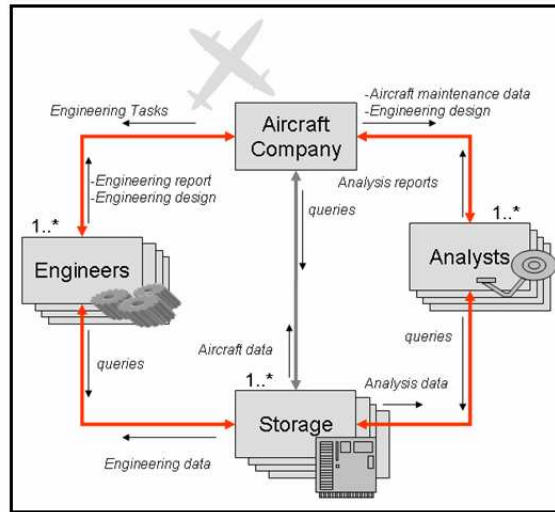 Engineering Tasks
-Aircraft maintenance data
-Engineering design
Aircraft
Company
-Engineering report
-Engineering design
Analysis reports
queries
1..*
1..*
Engineers
Analysts
queries
Aircraft data
queries
1..*
Analysis data
Storage
Engineering data